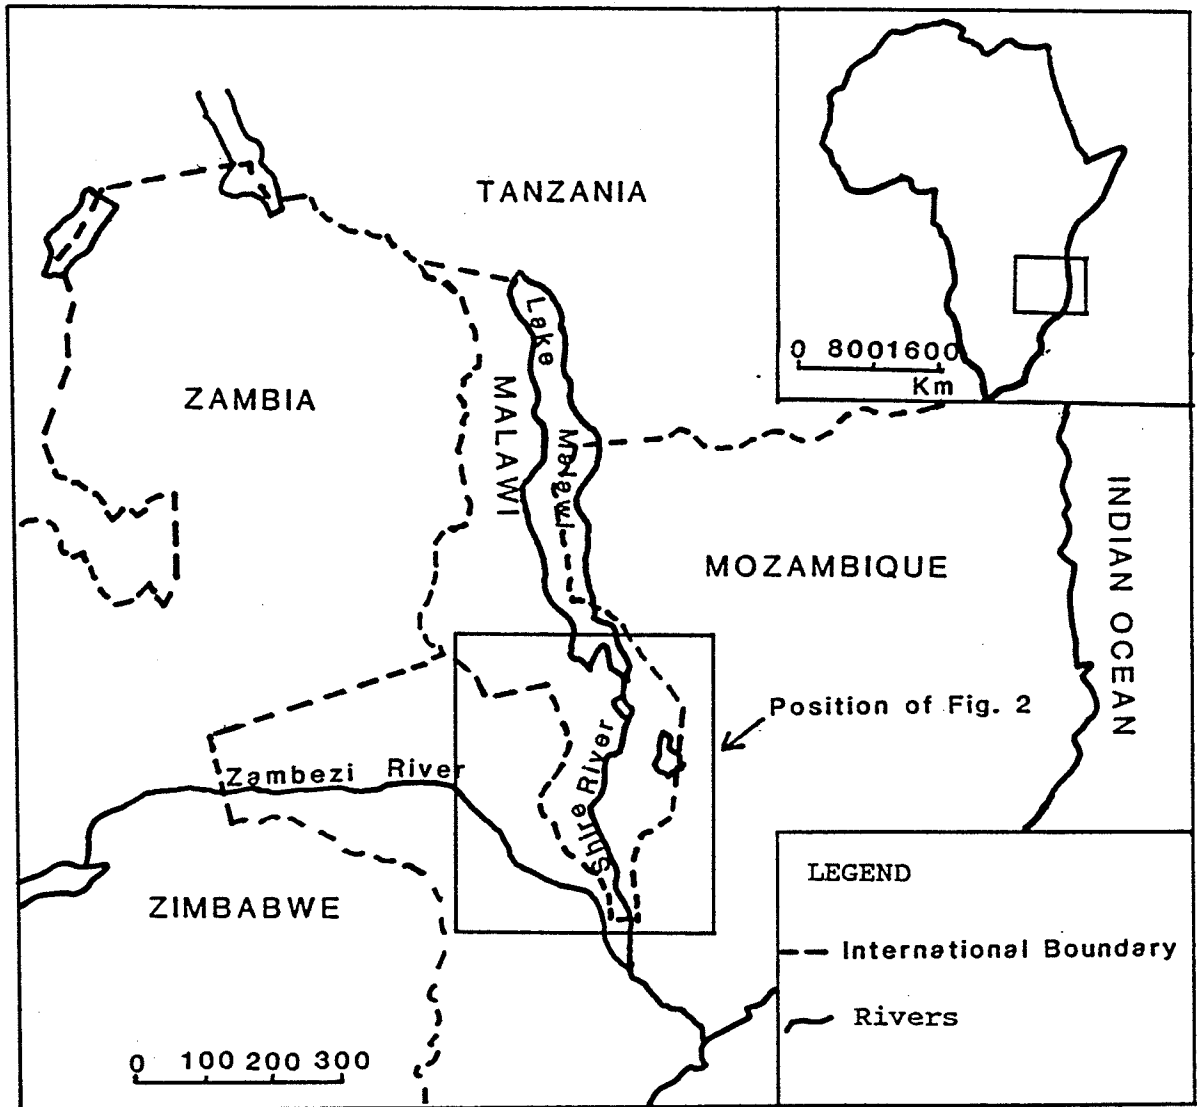 TANZANIA
0 8001600
Km
Lake
Malawi
ZAMBIA
MALAWI
INDIAN OCEAN
MOZAMBIQUE
Position of Fig. 2
Zambezi River
Shire River
ZIMBABWE
LEGEND
International Boundary
Rivers
0 100 200 300